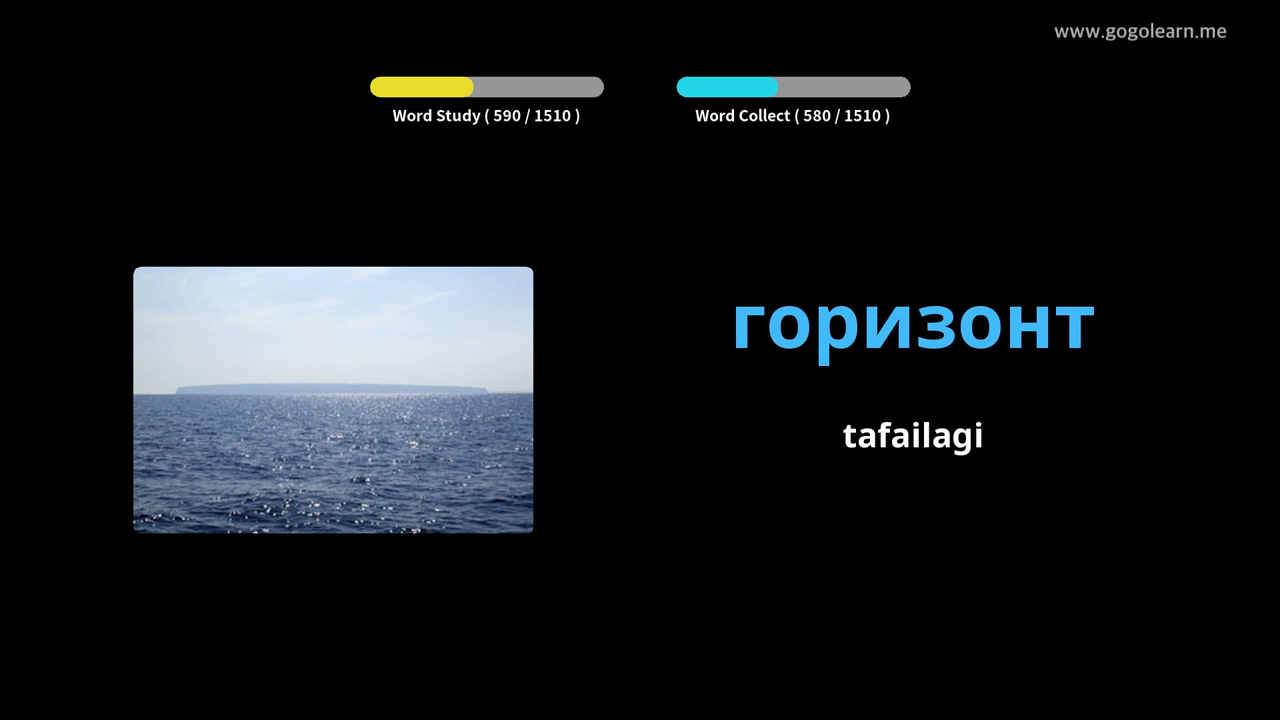 www.gogolearn.me
Word Study ( 590 / 1510 )
Word Collect ( 580 / 1510 )
горизонт
tafailagi